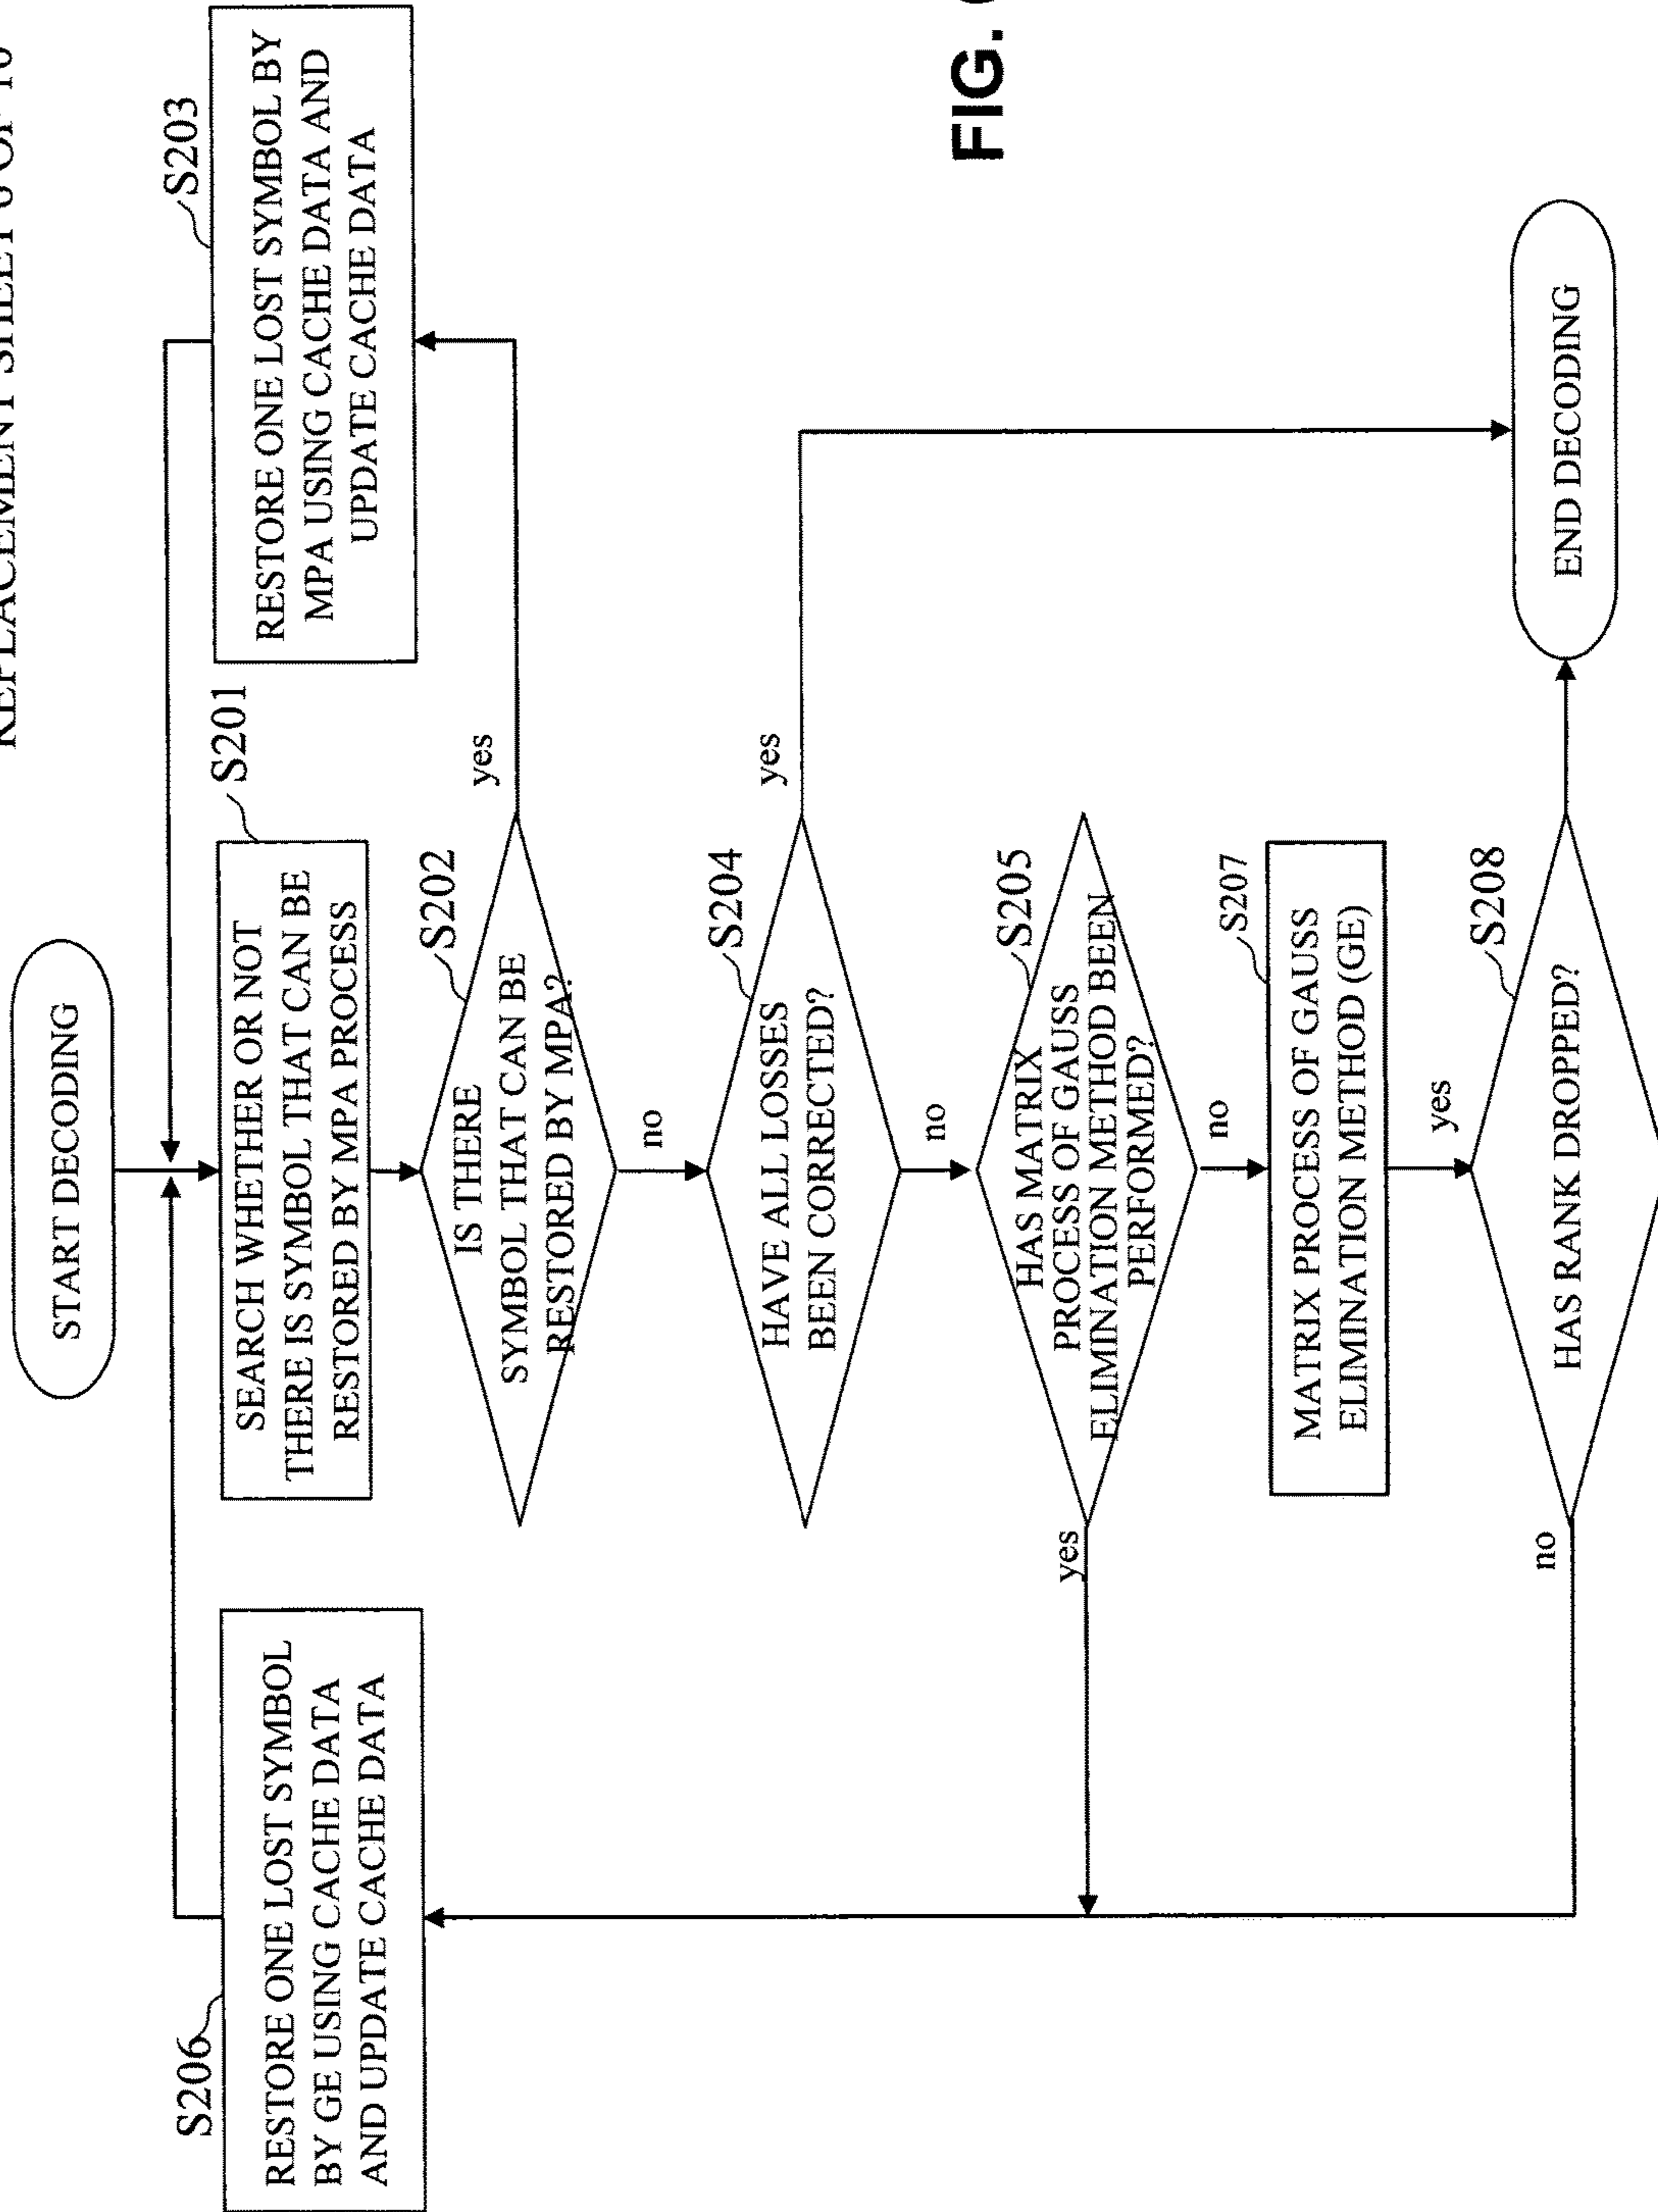 REPLACEMENT SHEET OF
START DECODING
S201
SEARCH WHETHER OR NOT
THERE IS SYMBOL THAT CAN BE
RESTORED BY MPA PROCESS
S202
IS THERE
SYMBOL THAT CAN BE
RESTORED BY MPA?
yes
no
S203
RESTORE ONE LOST SYMBOL BY
MPA USING CACHE DATA AND
UPDATE CACHE DATA
S204
HAVE ALL LOSSES
BEEN CORRECTED?
yes
no
S205
HAS MATRIX
PROCESS OF GAUSS
ELIMINATION METHOD BEEN
PERFORMED?
yes
no
S206
RESTORE ONE LOST SYMBOL
BY GE USING CACHE DATA
AND UPDATE CACHE DATA
S207
MATRIX PROCESS OF GAUSS
ELIMINATION METHOD (GE)
yes
S208
HAS RANK DROPPED?
no
END DECODING
FIG.